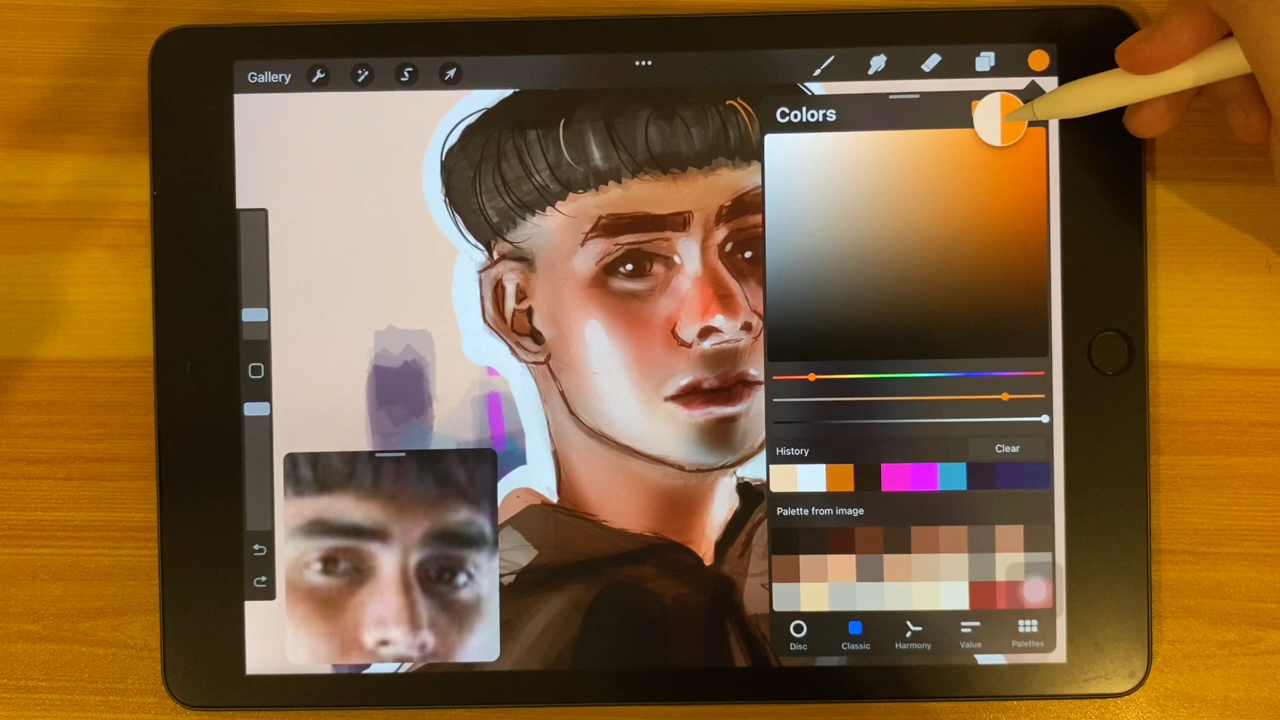 Gallery
Colors
History
Clear
Palette from image
Disc
Classic
Harmony
Value
Palettes